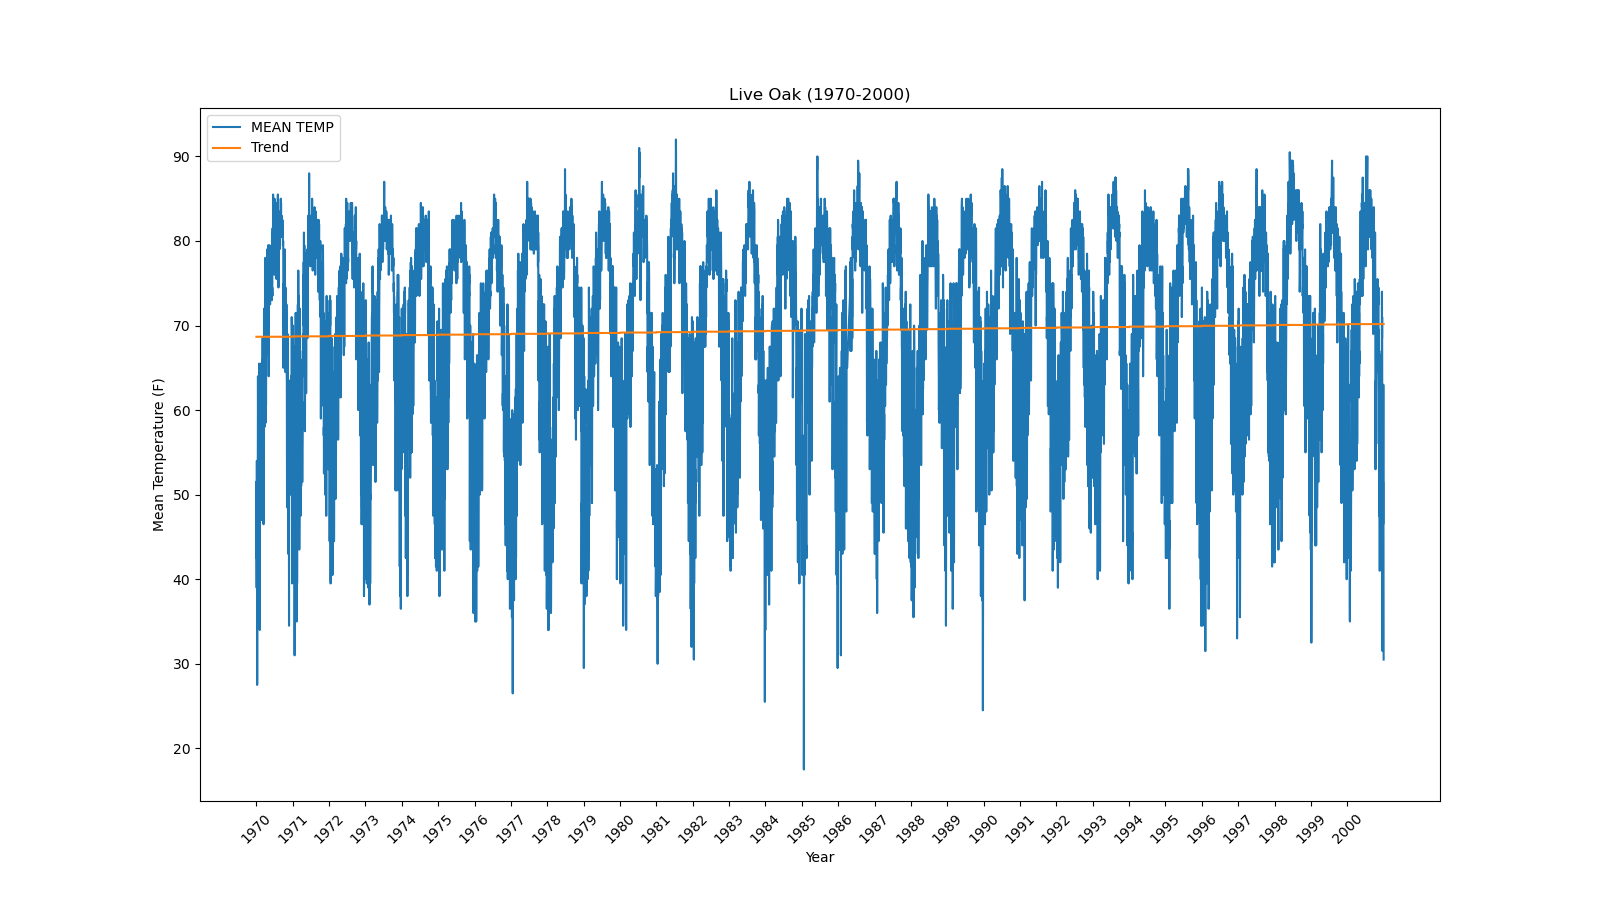 Live Oak (1970-2000)
MEAN TEMP
Trend
90
80
70
60
50
40
30
20
Mean Temperature (F)
1970 1971 1972 1973 1974 1975 1976 1977 1978 1979 1980 1981 1982 1983 1984 1985 1986 1987 1988 1989 1990 1991 1992 1993 1994 1995 1996 1997 1998 1999 2000
Year